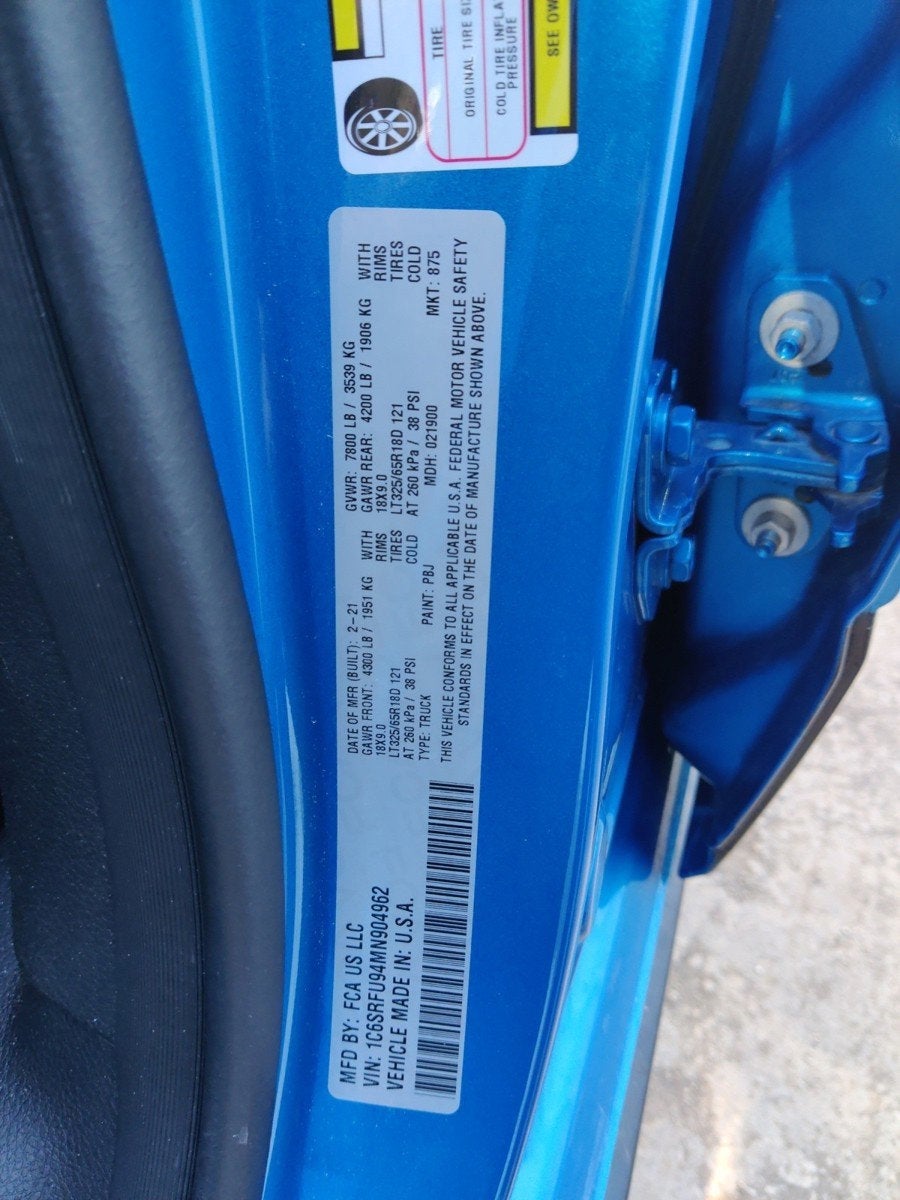 TIRE
ORIGINAL TIRE SI
COLD TIRE INFLA
PRESSURE
SEE OW
MFD BY: FCA US LLC
VIN: 1C6SRFU94MN904962
VEHICLE MADE IN: U.S.A.
DATE OF MFR (BUILT): 2-21 GVWR: 7800 LB / 3539 KG
GAWR FRONT: 4300 LB / 1951 KG WITH GAWR REAR: 4200 LB / 1906 KG WITH
18X9.0 RIMS 18X9.0 RIMS
LT325/65R18D 121 TIRES LT325/65R18D 121 TIRES
AT 260 kPa / 38 PSI COLD AT 260 kPa / 38 PSI COLD
TYPE: TRUCK PAINT: PBJ MDH: 021900 MKT: 875
THIS VEHICLE CONFORMS TO ALL APPLICABLE U.S.A. FEDERAL MOTOR VEHICLE SAFETY
STANDARDS IN EFFECT ON THE DATE OF MANUFACTURE SHOWN ABOVE.